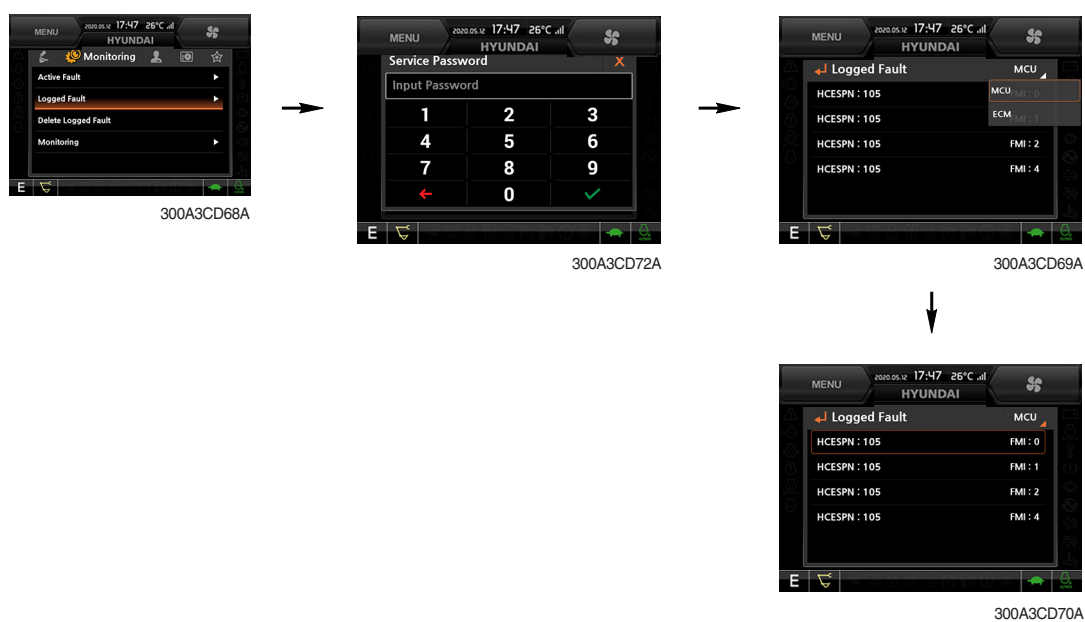 MENU
2020.05.12 17:47 26°C
HYUNDAI
Monitoring
Active Fault
Logged Fault
Delete Logged Fault
Monitoring
E
300A3CD68A
MENU
2020.05.12 17:47 26°C
HYUNDAI
Service Password X
Input Password
1 2 3
4 5 6
7 8 9
0
E
300A3CD72A
MENU
2020.05.12 17:47 26°C
HYUNDAI
Logged Fault MCU
HCESPN : 105 MCU FMI : 0
HCESPN : 105 ECM FMI : 1
HCESPN : 105 FMI : 2
HCESPN : 105 FMI : 4
E
300A3CD69A
MENU
2020.05.12 17:47 26°C
HYUNDAI
Logged Fault MCU
HCESPN : 105 FMI : 0
HCESPN : 105 FMI : 1
HCESPN : 105 FMI : 2
HCESPN : 105 FMI : 4
E
300A3CD70A